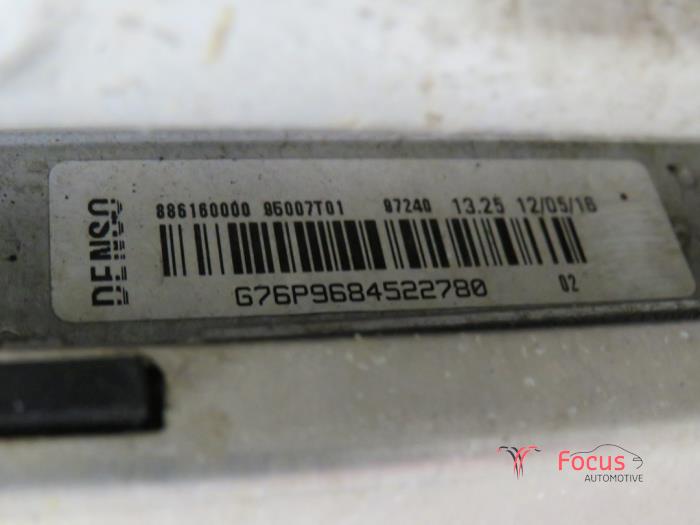 DENSO
886160000 95007T01 97240 13.25 12/05/16
G76P9684522780 02
Focus
AUTOMOTIVE